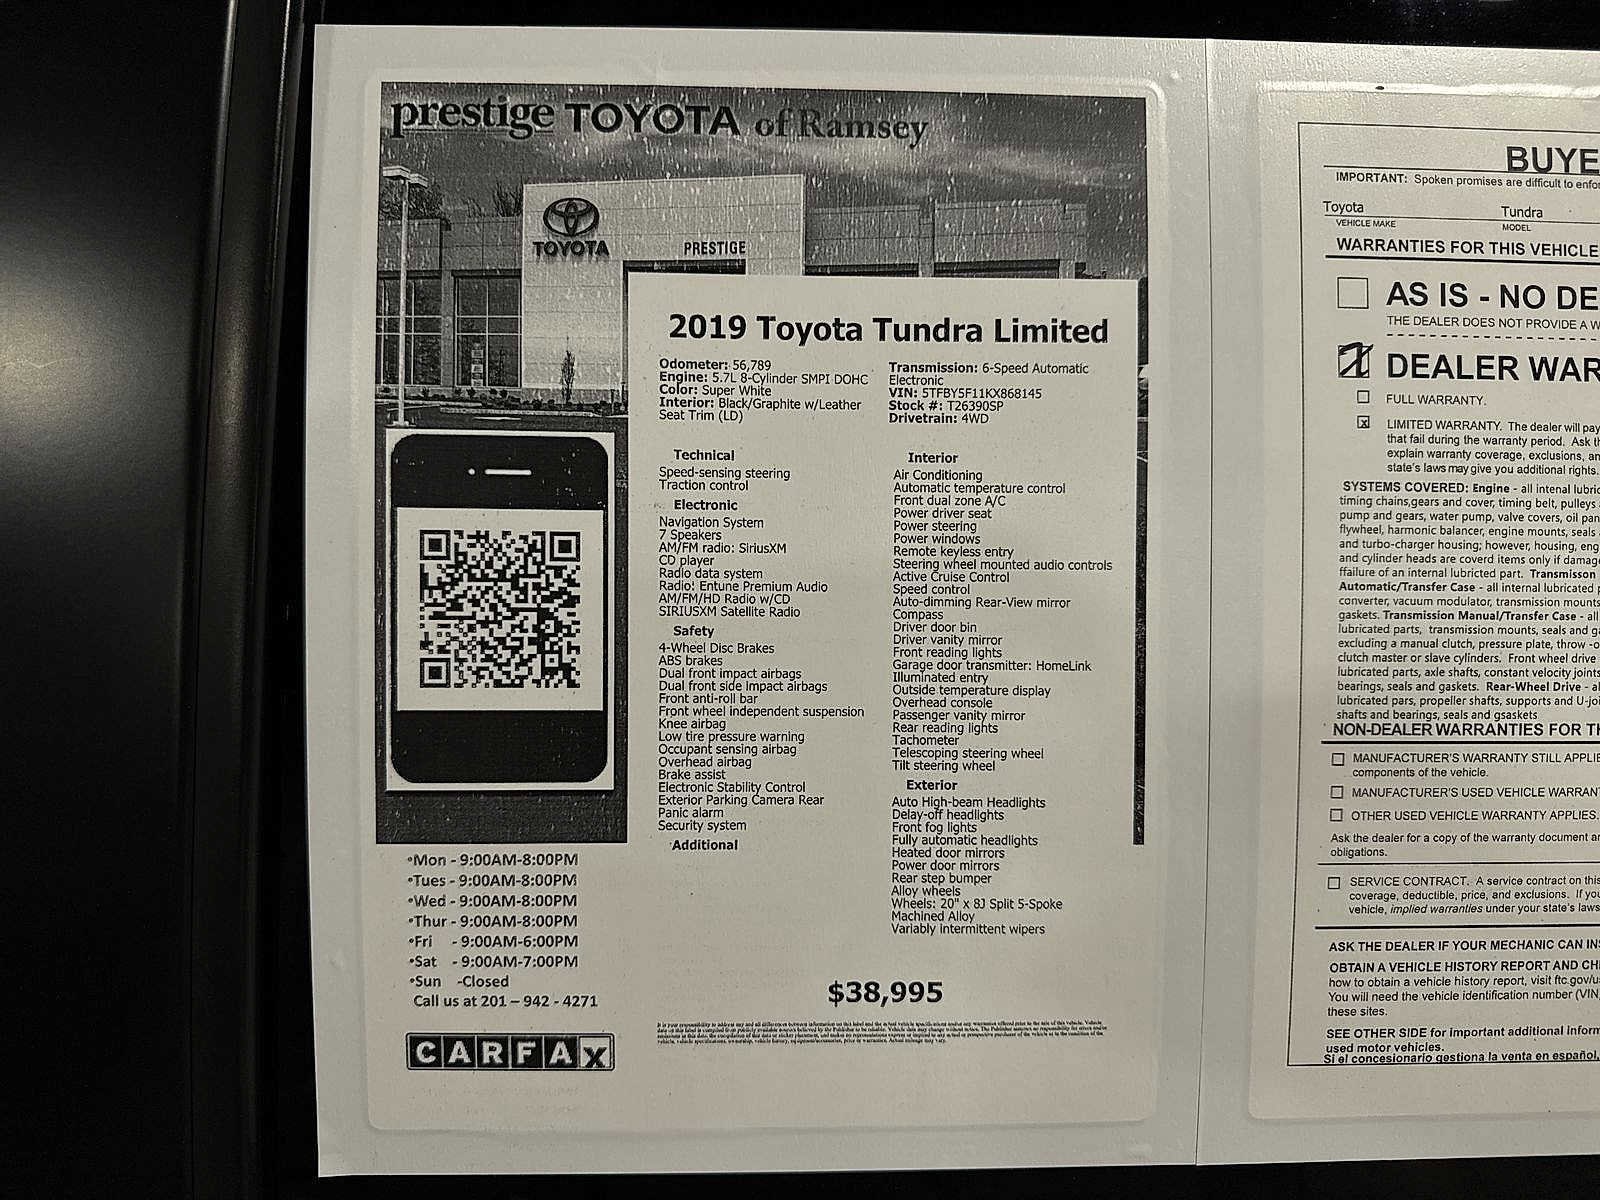 prestige TOYOTA of Ramsey
TOYOTA
PRESTIGE
2019 Toyota Tundra Limited
Odometer: 56,789
Engine: 5.7L 8-Cylinder SMPI DOHC
Color: Super White
Interior: Black/Graphite w/Leather
Seat Trim (LD)
Transmission: 6-Speed Automatic
Electronic
VIN: 5TFBY5F11KX868145
Stock #: T26390SP
Drivetrain: 4WD
Technical
Speed-sensing steering
Traction control
Electronic
Navigation System
7 Speakers
AM/FM radio: SiriusXM
CD player
Radio data system
Radio: Entune Premium Audio
AM/FM/HD Radio w/CD
SIRIUSXM Satellite Radio
Safety
4-Wheel Disc Brakes
ABS brakes
Dual front impact airbags
Dual front side impact airbags
Front anti-roll bar
Front wheel independent suspension
Knee airbag
Low tire pressure warning
Occupant sensing airbag
Overhead airbag
Brake assist
Electronic Stability Control
Exterior Parking Camera Rear
Panic alarm
Security system
Additional
Interior
Air Conditioning
Automatic temperature control
Front dual zone A/C
Power driver seat
Power steering
Power windows
Remote keyless entry
Steering wheel mounted audio controls
Active Cruise Control
Speed control
Auto-dimming Rear-View mirror
Compass
Driver door bin
Driver vanity mirror
Front reading lights
Garage door transmitter: HomeLink
Illuminated entry
Outside temperature display
Overhead console
Passenger vanity mirror
Rear reading lights
Tachometer
Telescoping steering wheel
Tilt steering wheel
Exterior
Auto High-beam Headlights
Delay-off headlights
Front fog lights
Fully automatic headlights
Heated door mirrors
Power door mirrors
Rear step bumper
Alloy wheels
Wheels: 20" x 8J Split 5-Spoke
Machined Alloy
Variably intermittent wipers
$38,995
•Mon - 9:00AM-8:00PM
•Tues - 9:00AM-8:00PM
•Wed - 9:00AM-8:00PM
•Thur - 9:00AM-8:00PM
•Fri - 9:00AM-6:00PM
•Sat - 9:00AM-7:00PM
•Sun -Closed
Call us at 201 – 942 - 4271
CARFAX
BUYE
IMPORTANT: Spoken promises are difficult to enfor
Toyota Tundra
VEHICLE MAKE MODEL
WARRANTIES FOR THIS VEHICLE
AS IS - NO DE
THE DEALER DOES NOT PROVIDE A W
DEALER WAR
FULL WARRANTY.
LIMITED WARRANTY. The dealer will pay
that fail during the warranty period. Ask th
explain warranty coverage, exclusions, an
state's laws may give you additional rights.
SYSTEMS COVERED: Engine - all intenal lubric
timing chains,gears and cover, timing belt, pulleys
pump and gears, water pump, valve covers, oil pan
flywheel, harmonic balancer, engine mounts, seals
and turbo-charger housing; however, housing, eng
and cylinder heads are coverd items only if damage
ffailure of an internal lubricted part. Transmisson
Automatic/Transfer Case - all internal lubricated p
converter, vacuum modulator, transmission mounts
gaskets. Transmission Manual/Transfer Case - all
lubricated parts, transmission mounts, seals and ga
excluding a manual clutch, pressure plate, throw -o
clutch master or slave cylinders. Front wheel drive
lubricated parts, axle shafts, constant velocity joints
bearings, seals and gaskets. Rear-Wheel Drive - al
lubricated pars, propeller shafts, supports and U-joi
shafts and bearings, seals and gsaskets
NON-DEALER WARRANTIES FOR TH
MANUFACTURER'S WARRANTY STILL APPLIE
components of the vehicle.
MANUFACTURER'S USED VEHICLE WARRAN
OTHER USED VEHICLE WARRANTY APPLIES.
Ask the dealer for a copy of the warranty document an
obligations.
SERVICE CONTRACT. A service contract on this
coverage, deductible, price, and exclusions. If you
vehicle, implied warranties under your state's laws
ASK THE DEALER IF YOUR MECHANIC CAN INS
OBTAIN A VEHICLE HISTORY REPORT AND CHE
how to obtain a vehicle history report, visit ftc.gov/us
You will need the vehicle identification number (VIN
these sites.
SEE OTHER SIDE for important additional inform
used motor vehicles.
Si el concesionario gestiona la venta en español,